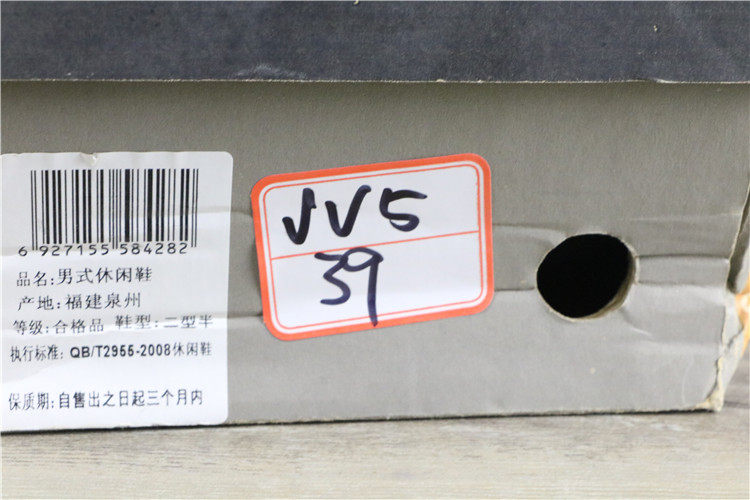 6 927155 584282
品名:男式休闲鞋
产地:福建泉州
等级:合格品 鞋型:二型半
执行标准: QB/T2955-2008休闲鞋
保质期:自售出之日起三个月内
VV5
39